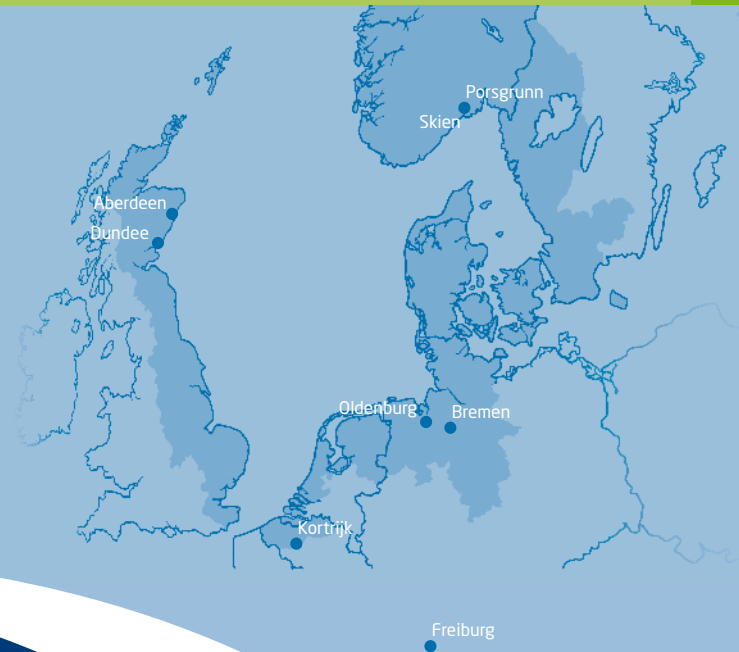 Porsgrunn
Skien
Aberdeen
Dundee
Oldenburg
Bremen
Kortrijk
Freiburg